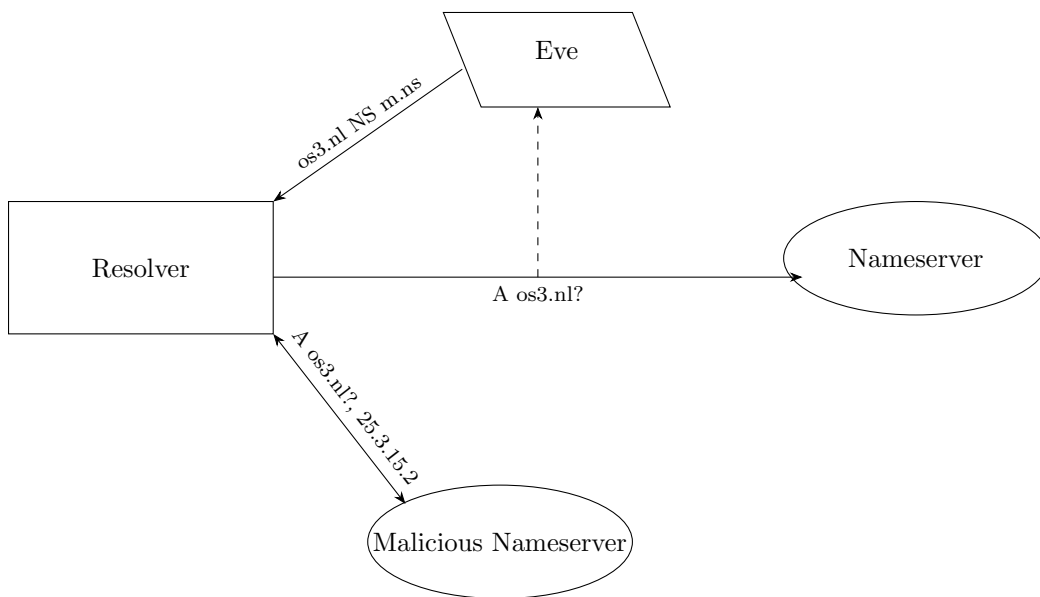 Eve
os3.nl NS m.ns
Resolver
Nameserver
A os3.nl?
A os3.nl?, 25.3.15.2
Malicious Nameserver